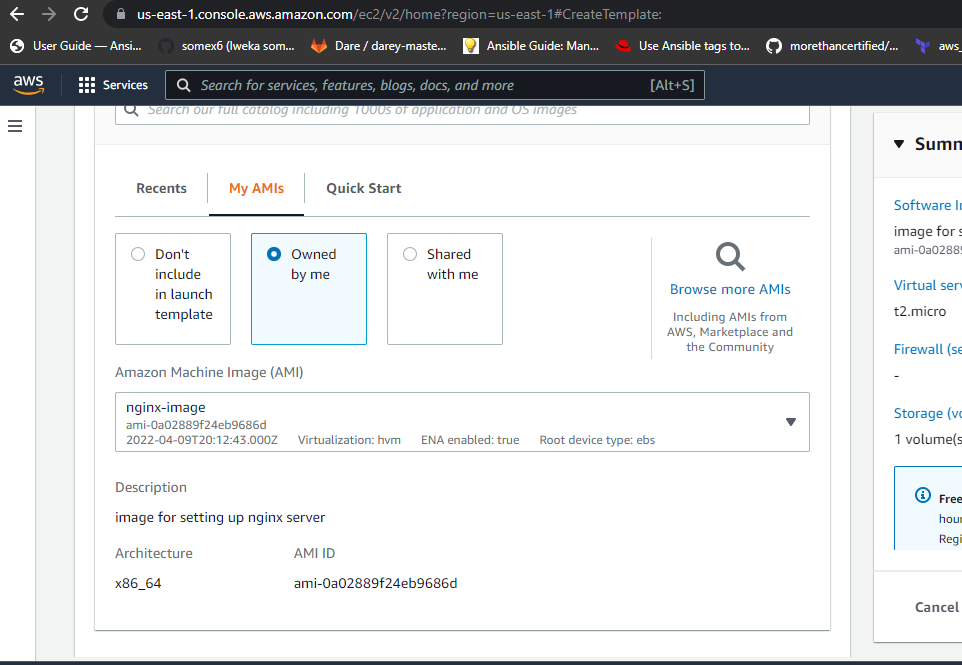 us-east-1.console.aws.amazon.com/ec2/v2/home?region=us-east-1#CreateTemplate:
User Guide — Ansi... somex6 (Iweka som... Dare / darey-maste... Ansible Guide: Man... Use Ansible tags to... morethancertified/... aws_
aws Services Search for services, features, blogs, docs, and more [Alt+S]
Search our full catalog including 1000s of application and OS images
Recents My AMIs Quick Start
Don't
include
in launch
template
Owned
by me
Shared
with me
Browse more AMIs
Including AMIs from
AWS, Marketplace and
the Community
Amazon Machine Image (AMI)
nginx-image
ami-0a02889f24eb9686d
2022-04-09T20:12:43.000Z Virtualization: hvm ENA enabled: true Root device type: ebs
Description
image for setting up nginx server
Architecture AMI ID
x86_64 ami-0a02889f24eb9686d
Summ
Software I
image for s
ami-0a0288
Virtual serv
t2.micro
Firewall (se
-
Storage (vo
1 volume(s
Free
hour
Regi
Cancel